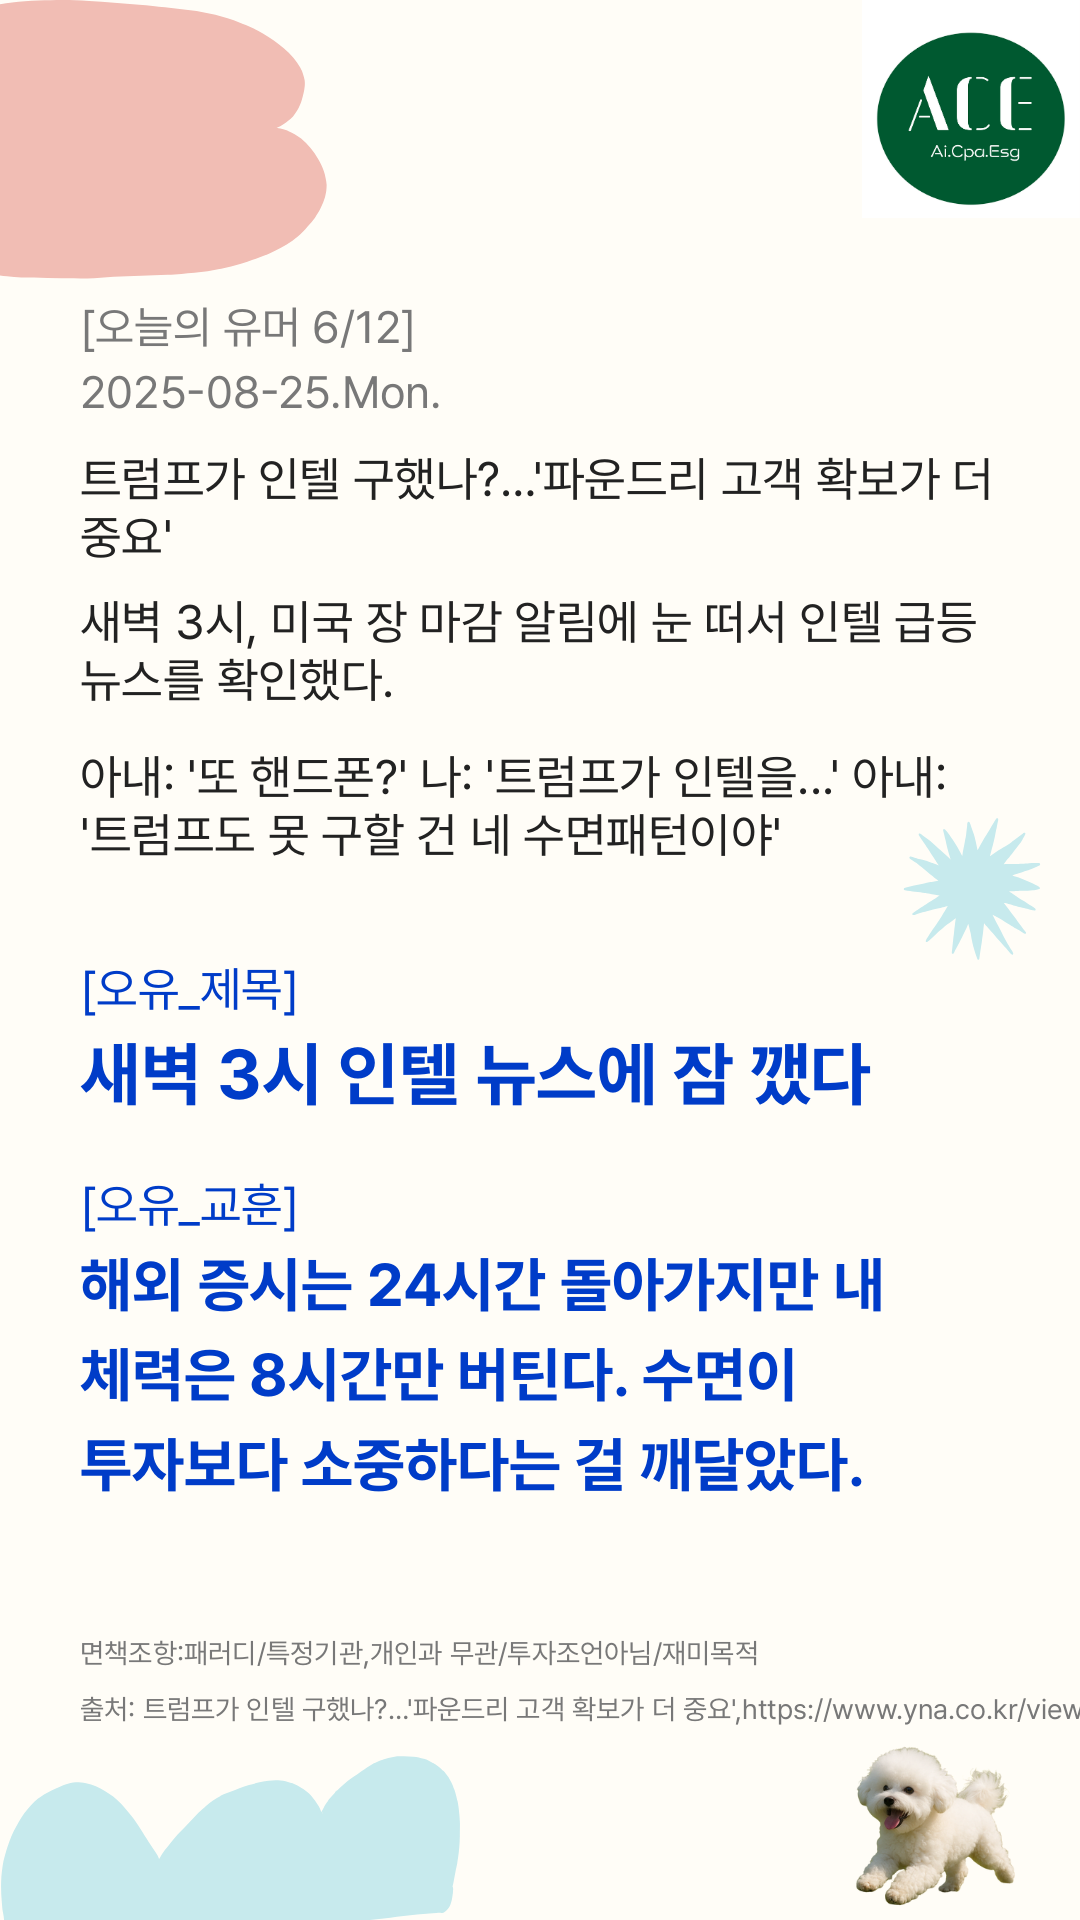 ACE
Ai.Cpa.Esg
[오늘의 유머 6/12]
2025-08-25.Mon.
트럼프가 인텔 구했나?...'파운드리 고객 확보가 더
중요'
새벽 3시, 미국 장 마감 알림에 눈 떠서 인텔 급등
뉴스를 확인했다.
아내: '또 핸드폰?' 나: '트럼프가 인텔을...' 아내:
'트럼프도 못 구할 건 네 수면패턴이야'
[오유_제목]
새벽 3시 인텔 뉴스에 잠 깼다
[오유_교훈]
해외 증시는 24시간 돌아가지만 내
체력은 8시간만 버틴다. 수면이
투자보다 소중하다는 걸 깨달았다.
면책조항:패러디/특정기관,개인과 무관/투자조언아님/재미목적
출처: 트럼프가 인텔 구했나?...'파운드리 고객 확보가 더 중요',https://www.yna.co.kr/view